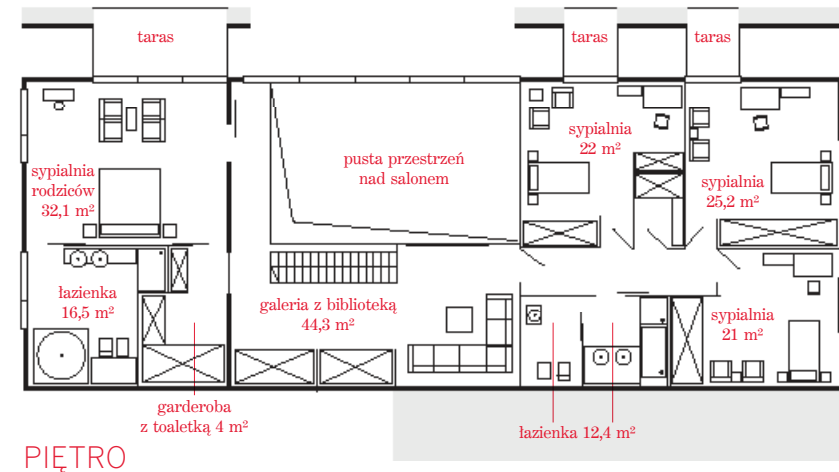 taras
taras
taras
sypialnia
22 m²
pusta przestrzeń
nad salonem
sypialnia
rodziców
32,1 m²
sypialnia
25,2 m²
łazienka
16,5 m²
galeria z biblioteką
44,3 m²
sypialnia
21 m²
garderoba
z toaletką 4 m²
łazienka 12,4 m²
PIĘTRO